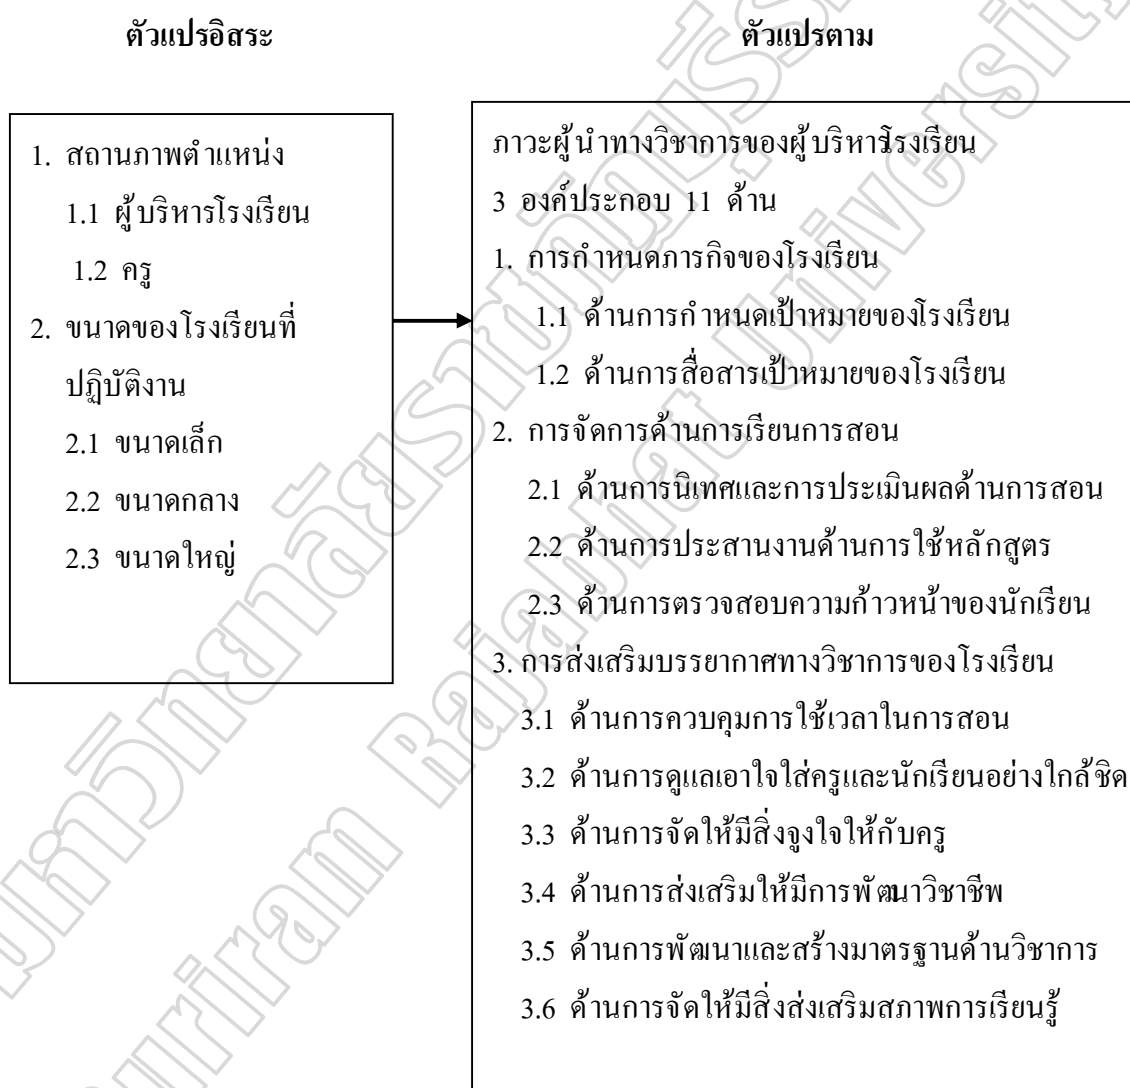 ตัวแปรอิสระ
ตัวแปรตาม
1. สถานภาพตำแหน่ง
1.1 ผู้บริหารโรงเรียน
1.2 ครู
2. ขนาดของโรงเรียนที่
ปฏิบัติงาน
2.1 ขนาดเล็ก
2.2 ขนาดกลาง
2.3 ขนาดใหญ่
ภาวะผู้นำทางวิชาการของผู้บริหารโรงเรียน
3 องค์ประกอบ 11 ด้าน
1. การกำหนดภารกิจของโรงเรียน
1.1 ด้านการกำหนดเป้าหมายของโรงเรียน
1.2 ด้านการสื่อสารเป้าหมายของโรงเรียน
2. การจัดการด้านการเรียนการสอน
2.1 ด้านการนิเทศและการประเมินผลด้านการสอน
2.2 ด้านการประสานงานด้านการใช้หลักสูตร
2.3 ด้านการตรวจสอบความก้าวหน้าของนักเรียน
3. การส่งเสริมบรรยากาศทางวิชาการของโรงเรียน
3.1 ด้านการควบคุมการใช้เวลาในการสอน
3.2 ด้านการดูแลเอาใจใส่ครูและนักเรียนอย่างใกล้ชิด
3.3 ด้านการจัดให้มีสิ่งจูงใจให้กับครู
3.4 ด้านการส่งเสริมให้มีการพัฒนาวิชาชีพ
3.5 ด้านการพัฒนาและสร้างมาตรฐานด้านวิชาการ
3.6 ด้านการจัดให้มีสิ่งส่งเสริมสภาพการเรียนรู้
Rajabhat University